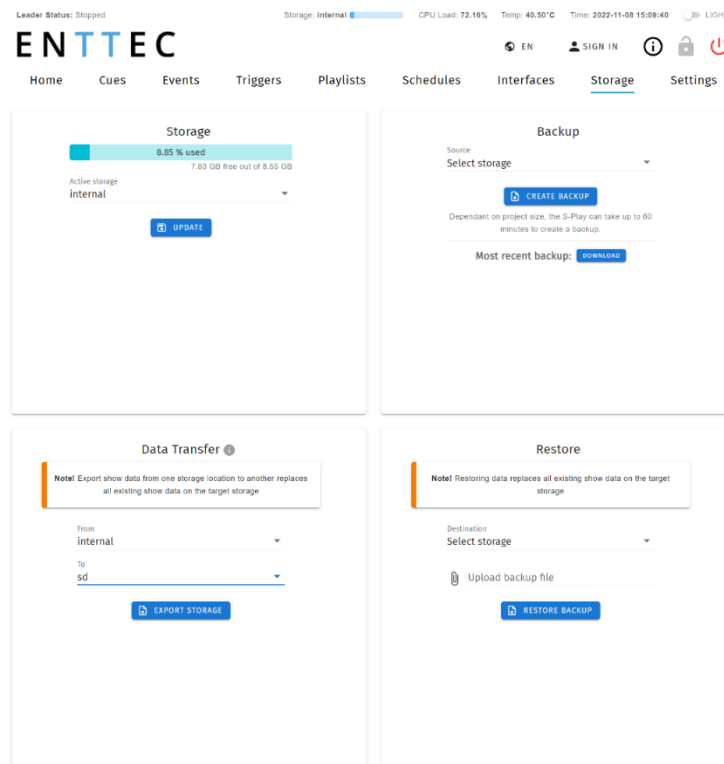 Leader Status: Stopped Storage: Internal CPU Load: 72.16% Temp: 40.50°C Time: 2022-11-08 15:09:40 LIGH
ENTTEC
EN SIGN IN
Home Cues Events Triggers Playlists Schedules Interfaces Storage Settings
Storage
8.85 % used
7.80 GB free out of 8.55 GB
Active storage
internal
UPDATE
Backup
Source
Select storage
CREATE BACKUP
Dependant on project size, the S-Play can take up to 60
minutes to create a backup.
Most recent backup: DOWNLOAD
Data Transfer
Note! Export show data from one storage location to another replaces
all existing show data on the target storage
From
internal
To
sd
EXPORT STORAGE
Restore
Note! Restoring data replaces all existing show data on the target
storage
Destination
Select storage
Upload backup file
RESTORE BACKUP